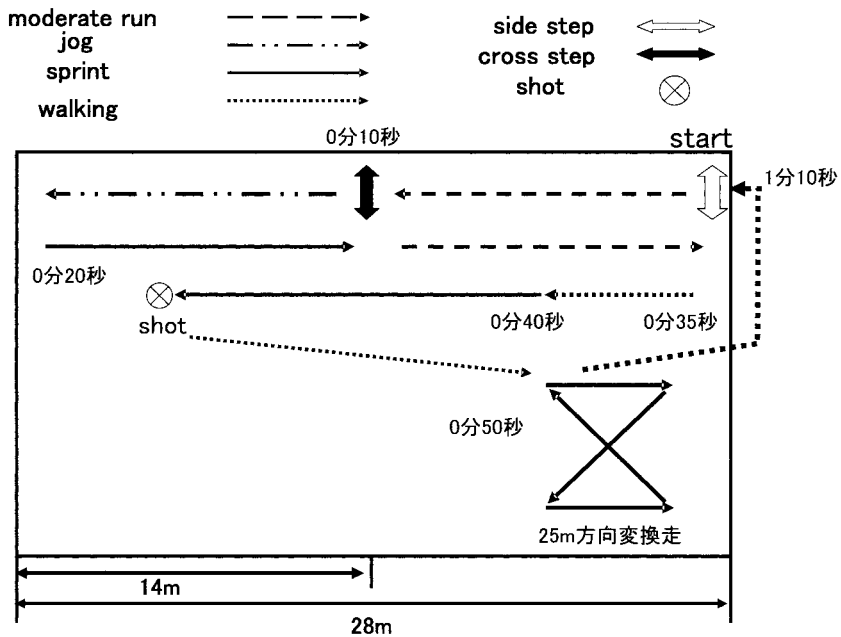 moderate run
jog
sprint
walking
side step
cross step
shot
0分10秒
start
1分10秒
0分20秒
shot
0分40秒
0分35秒
0分50秒
25m方向変換走
14m
28m